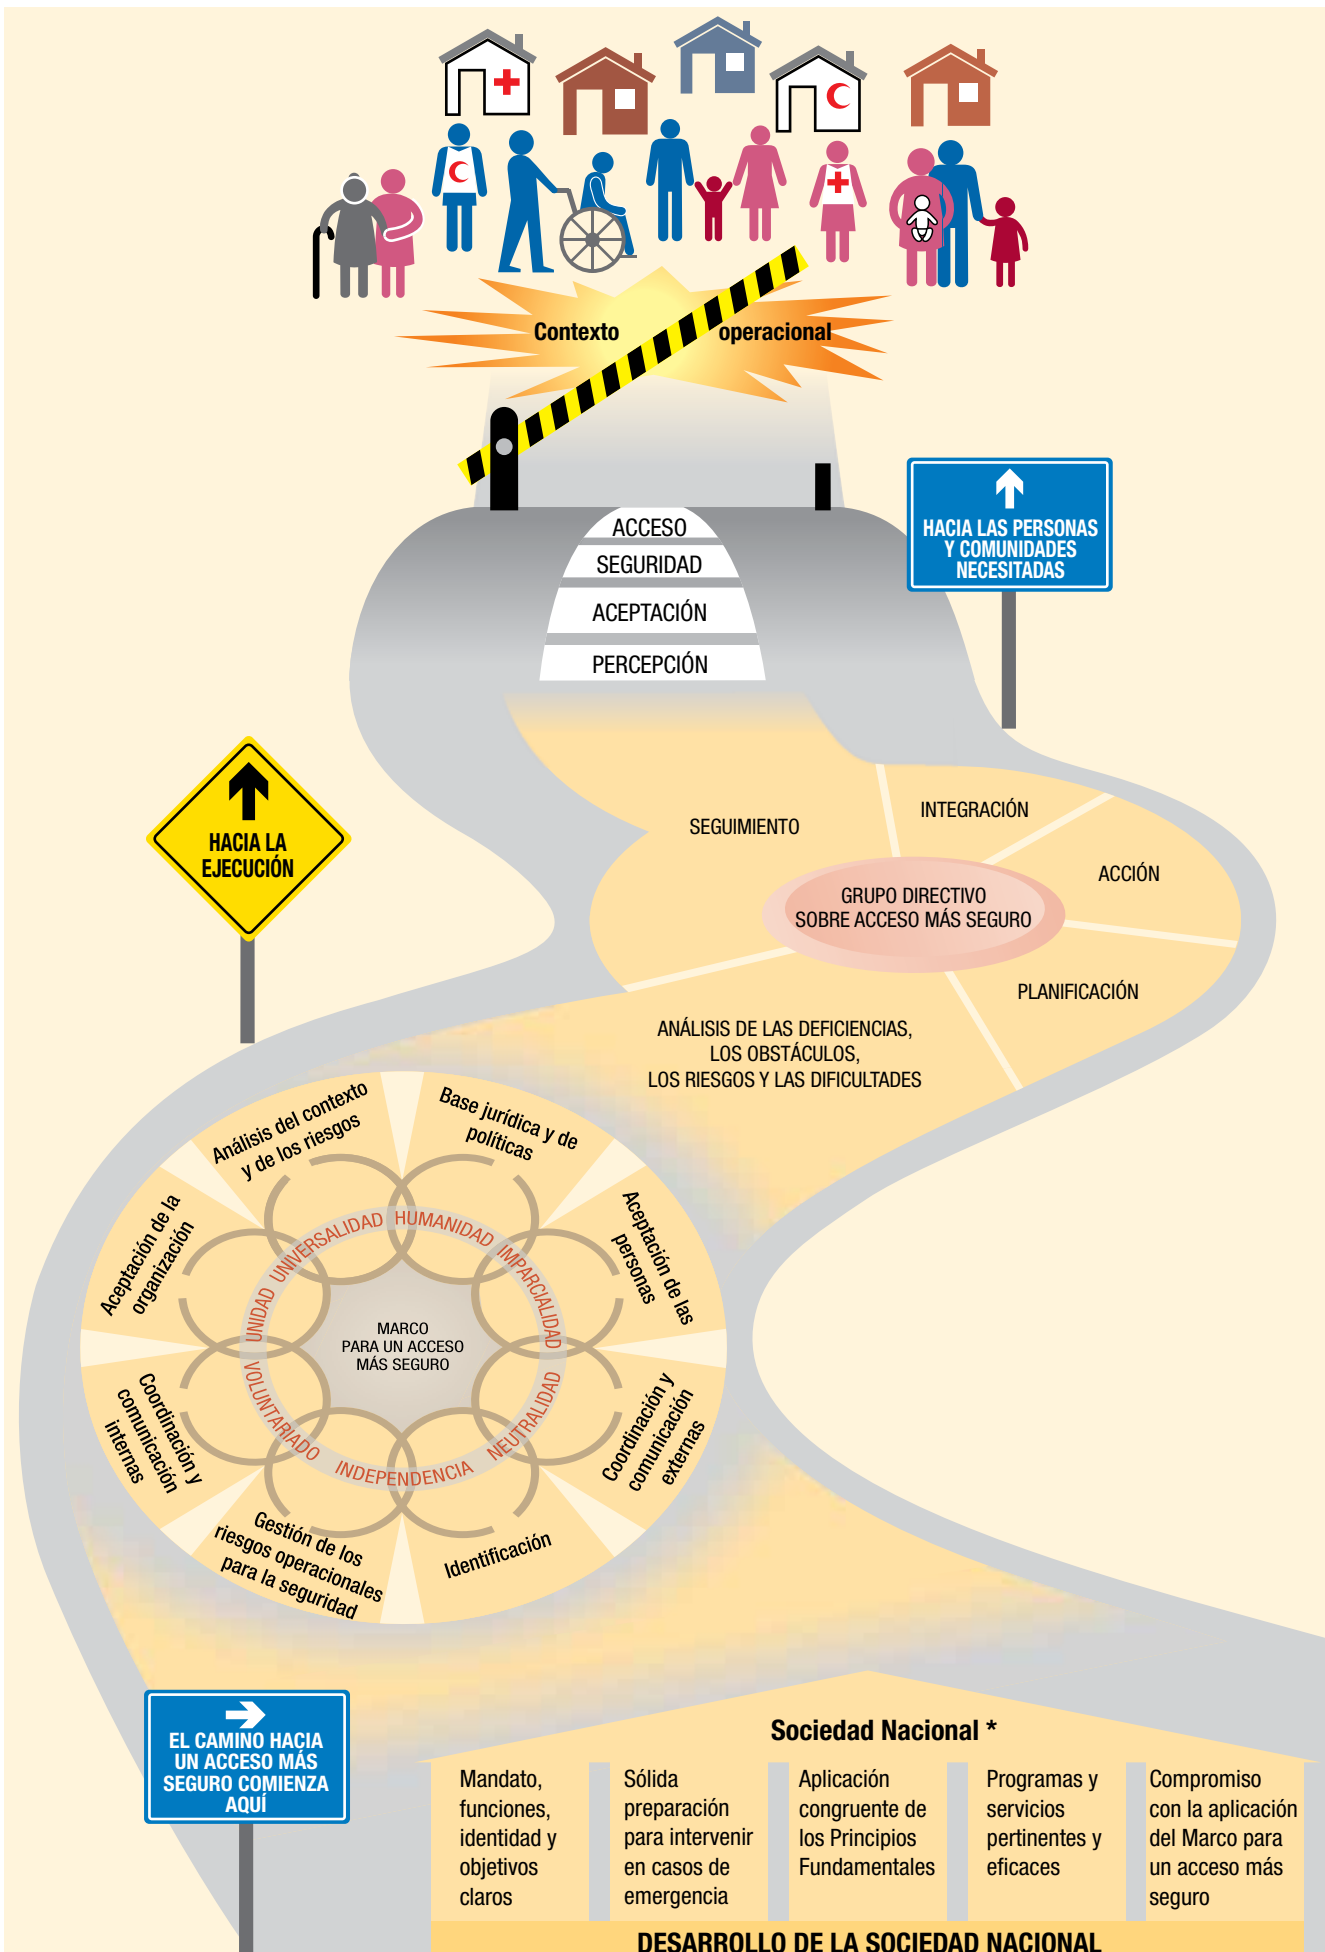 Contexto operacional
ACCESO
SEGURIDAD
ACEPTACIÓN
PERCEPCIÓN
HACIA LAS PERSONAS
Y COMUNIDADES
NECESITADAS
HACIA LA
EJECUCIÓN
SEGUIMIENTO
INTEGRACIÓN
ACCIÓN
GRUPO DIRECTIVO
SOBRE ACCESO MÁS SEGURO
PLANIFICACIÓN
ANÁLISIS DE LAS DEFICIENCIAS,
LOS OBSTÁCULOS,
LOS RIESGOS Y LAS DIFICULTADES
Análisis del contexto
y de los riesgos
Base jurídica y de
políticas
Aceptación de las
personas
Coordinación y
comunicación
externas
Identificación
Gestión de los
riesgos operacionales
para la seguridad
Coordinación y
comunicación
internas
Aceptación de la
organización
HUMANIDAD
IMPARCIALIDAD
NEUTRALIDAD
INDEPENDENCIA
VOLUNTARIADO
UNIDAD
UNIVERSALIDAD
MARCO
PARA UN ACCESO
MÁS SEGURO
EL CAMINO HACIA
UN ACCESO MÁS
SEGURO COMIENZA
AQUÍ
Sociedad Nacional *
Mandato,
funciones,
identidad y
objetivos
claros
Sólida
preparación
para intervenir
en casos de
emergencia
Aplicación
congruente de
los Principios
Fundamentales
Programas y
servicios
pertinentes y
eficaces
Compromiso
con la aplicación
del Marco para
un acceso más
seguro
DESARROLLO DE LA SOCIEDAD NACIONAL